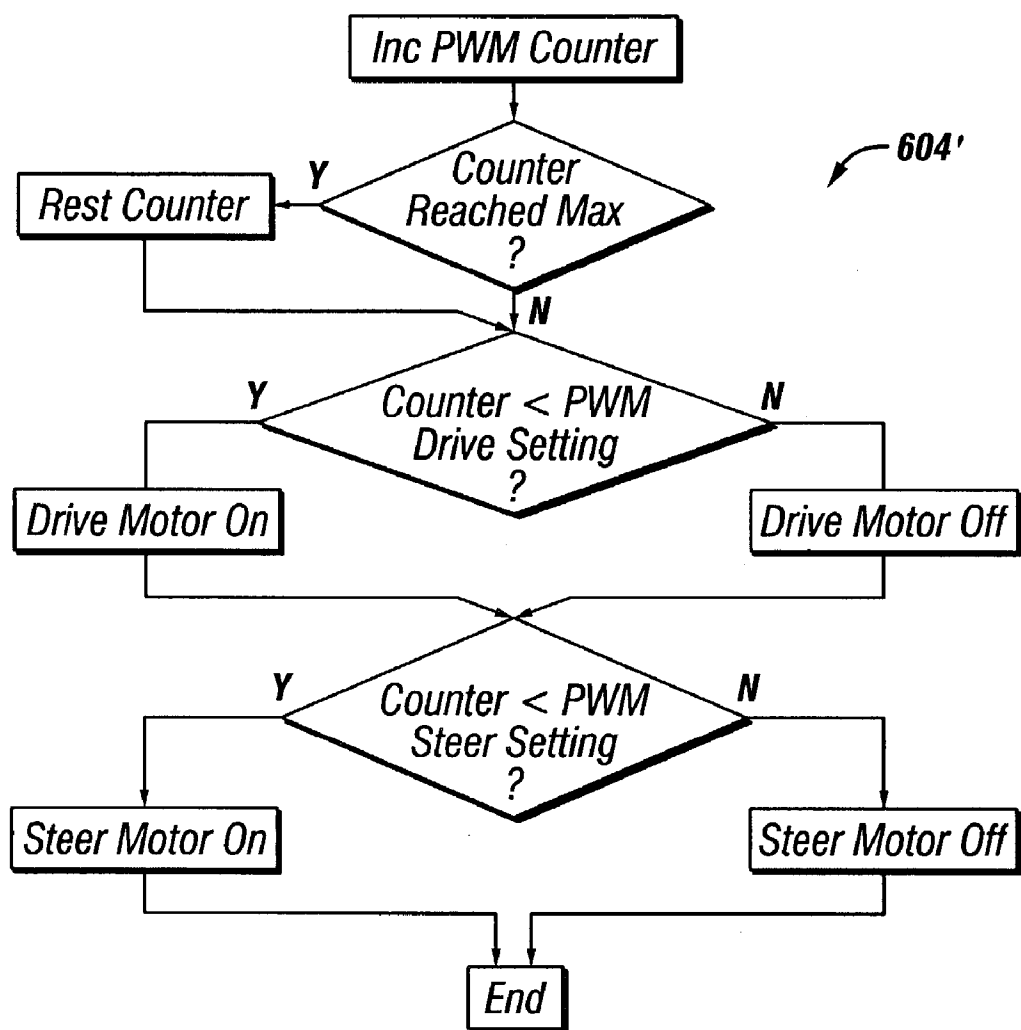 Inc PWM Counter
604'
Y
Counter
Reached Max
?
Rest Counter
N
Y
Counter < PWM
Drive Setting
?
N
Drive Motor On
Drive Motor Off
Y
Counter < PWM
Steer Setting
?
N
Steer Motor On
Steer Motor Off
End